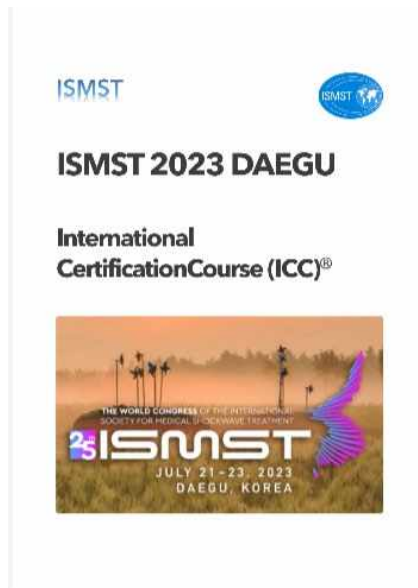 ISMST
ISMST
ISMST 2023 DAEGU
International
CertificationCourse (ICC)®
THE WORLD CONGRESS OF THE INTERNATIONAL
SOCIETY FOR MEDICAL SHOCKWAVE TREATMENT
25th ISMST
JULY 21-23, 2023
DAEGU, KOREA